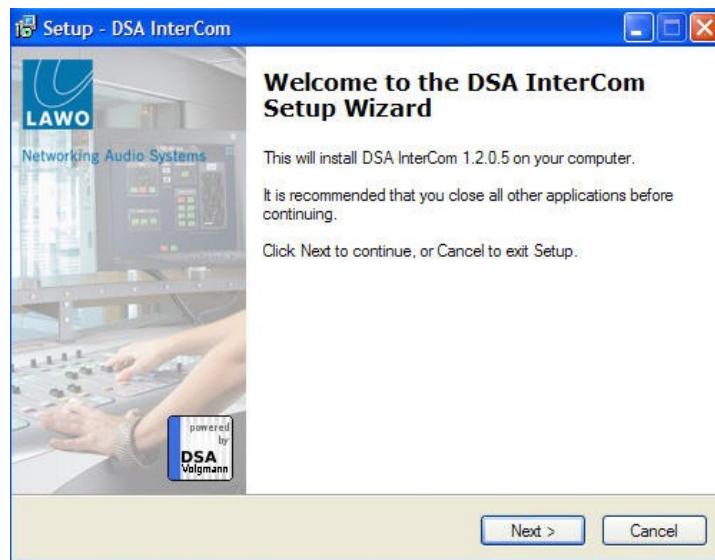 Setup - DSA InterCom
LAWO
Networking Audio Systems
Welcome to the DSA InterCom
Setup Wizard
This will install DSA InterCom 1.2.0.5 on your computer.
It is recommended that you close all other applications before
continuing.
Click Next to continue, or Cancel to exit Setup.
powered
by
DSA
Volgmann
Next >
Cancel